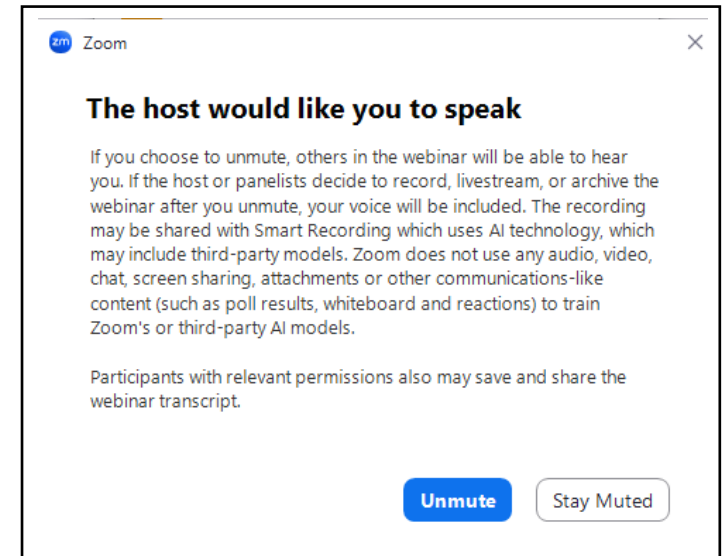 zm Zoom
The host would like you to speak
If you choose to unmute, others in the webinar will be able to hear
you. If the host or panelists decide to record, livestream, or archive the
webinar after you unmute, your voice will be included. The recording
may be shared with Smart Recording which uses AI technology, which
may include third-party models. Zoom does not use any audio, video,
chat, screen sharing, attachments or other communications-like
content (such as poll results, whiteboard and reactions) to train
Zoom's or third-party AI models.
Participants with relevant permissions also may save and share the
webinar transcript.
Unmute Stay Muted